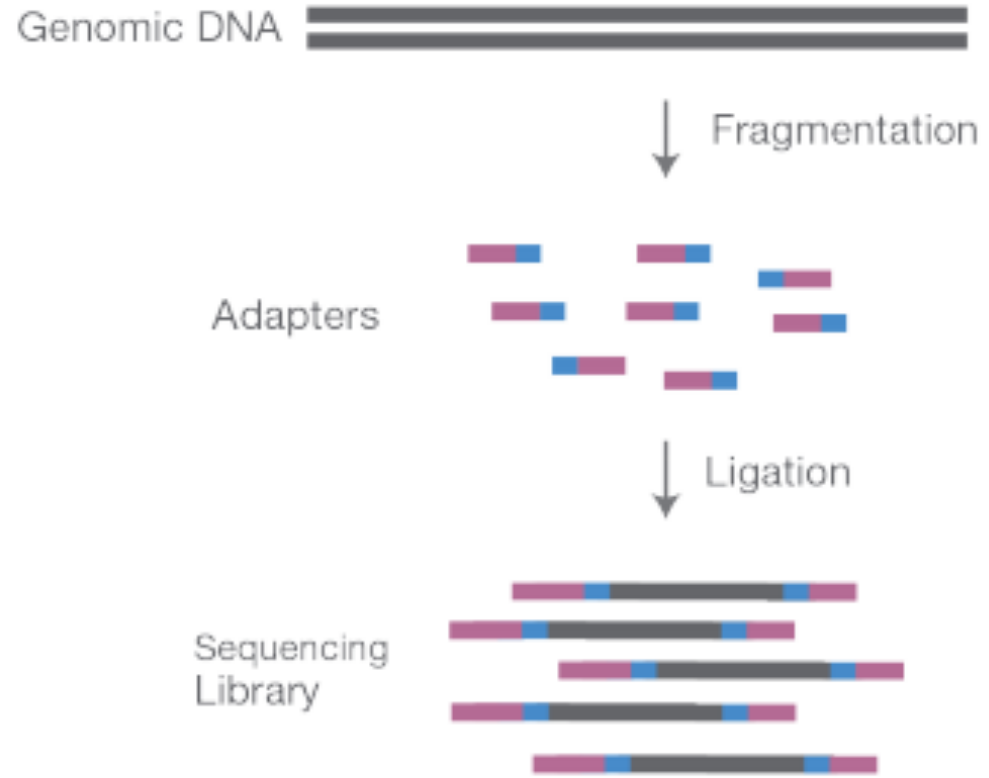 Genomic DNA
Fragmentation
Adapters
Ligation
Sequencing
Library